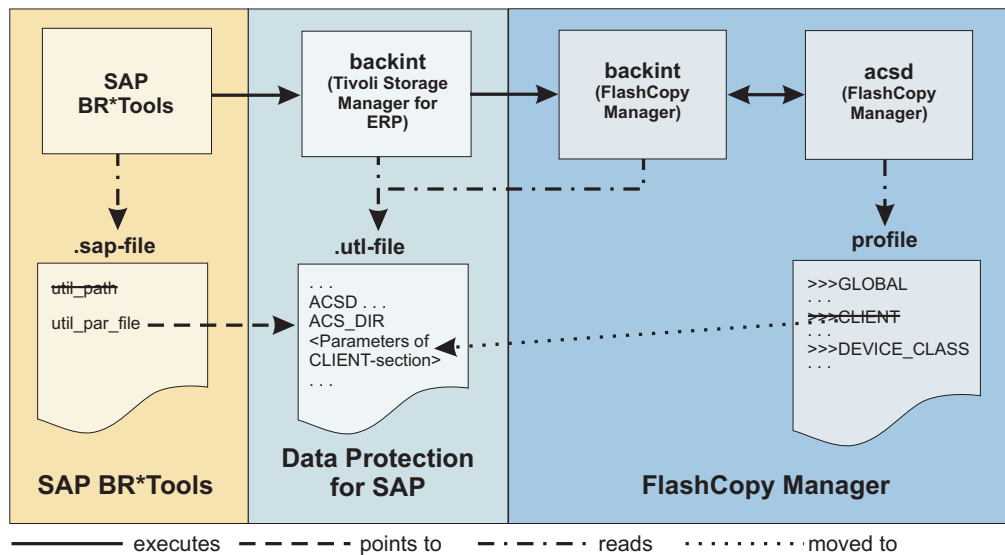 SAP
BR*Tools
backint
(Tivoli Storage
Manager for
ERP)
backint
(FlashCopy
Manager)
acsd
(FlashCopy
Manager)
.sap-file
.utl-file
profile
util_path
util_par_file
. . .
ACSD . . .
ACS_DIR
<Parameters of
CLIENT-section>
. . .
>>>GLOBAL
. . .
>>>CLIENT
. . .
>>>DEVICE_CLASS
. . .
SAP BR*Tools
Data Protection
for SAP
FlashCopy Manager
executes
points to
reads
moved to